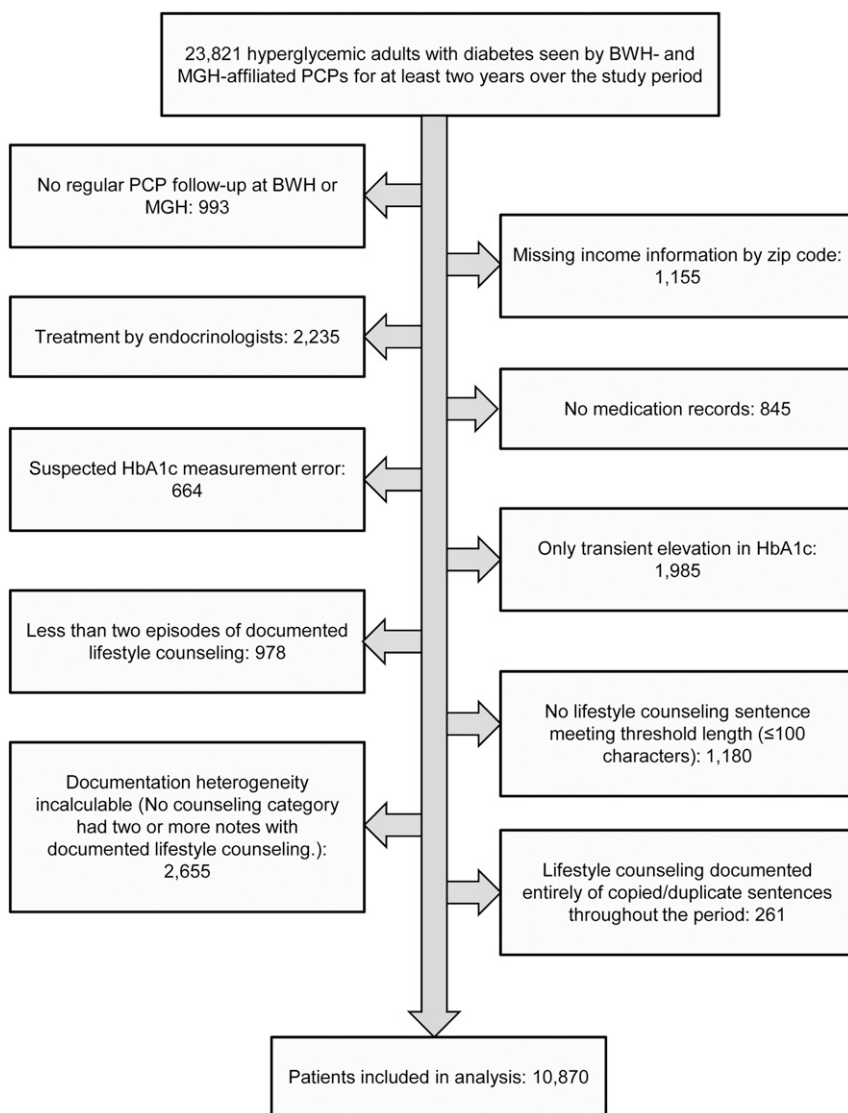 23,821 hyperglycemic adults with diabetes seen by BWH- and
MGH-affiliated PCPs for at least two years over the study period
No regular PCP follow-up at BWH or
MGH: 993
Missing income information by zip code:
1,155
Treatment by endocrinologists: 2,235
No medication records: 845
Suspected HbA1c measurement error:
664
Only transient elevation in HbA1c:
1,985
Less than two episodes of documented
lifestyle counseling: 978
No lifestyle counseling sentence
meeting threshold length (≤100
characters): 1,180
Documentation heterogeneity
incalculable (No counseling category
had two or more notes with
documented lifestyle counseling.):
2,655
Lifestyle counseling documented
entirely of copied/duplicate sentences
throughout the period: 261
Patients included in analysis: 10,870